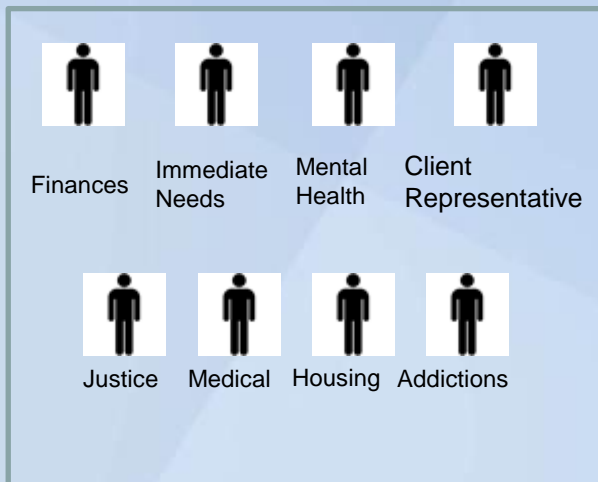 Finances
Immediate
Needs
Mental
Health
Client
Representative
Justice
Medical
Housing
Addictions